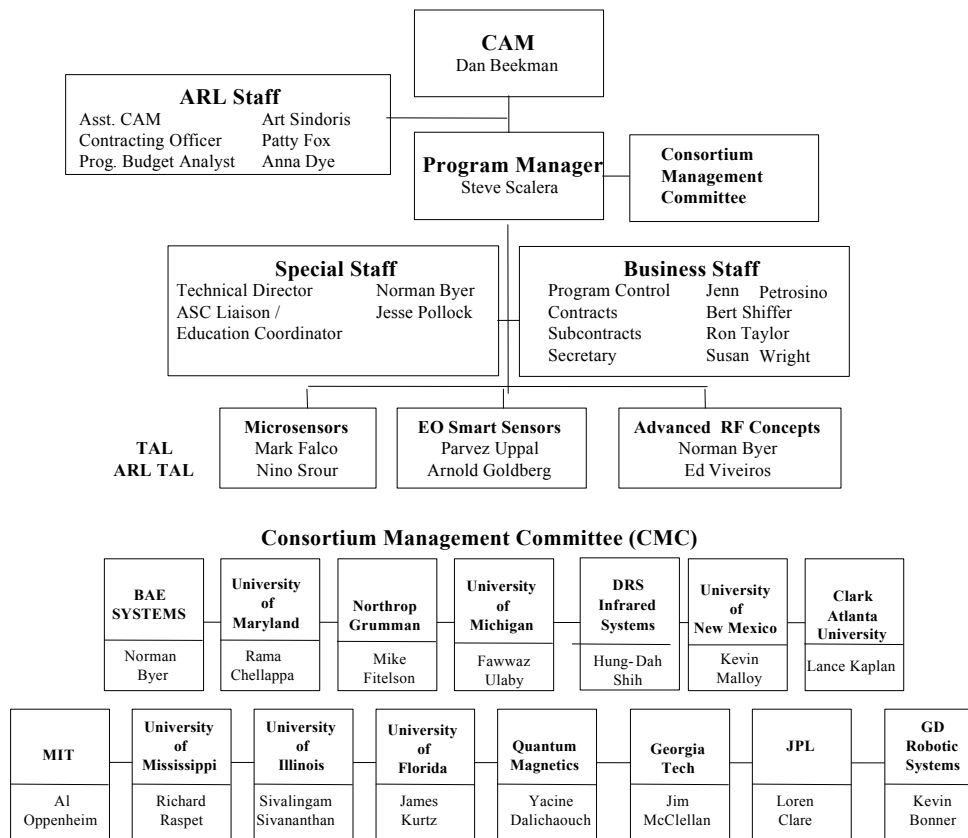 CAM
Dan Beekman
ARL Staff
Asst. CAM Art Sindoris
Contracting Officer Patty Fox
Prog. Budget Analyst Anna Dye
Program Manager
Steve Scalera
Consortium
Management
Committee
Special Staff
Technical Director Norman Byer
ASC Liaison / Jesse Pollock
Education Coordinator
Business Staff
Program Control Jenn Petrosino
Contracts Bert Shiffer
Subcontracts Ron Taylor
Secretary Susan Wright
TAL
ARL TAL
Microsensors
Mark Falco
Nino Srour
EO Smart Sensors
Parvez Uppal
Arnold Goldberg
Advanced RF Concepts
Norman Byer
Ed Viveiros
Consortium Management Committee (CMC)
BAE
SYSTEMS
Norman
Byer
University
of
Maryland
Rama
Chellappa
Northrop
Grumman
Mike
Fitelson
University
of
Michigan
Fawwaz
Ulaby
DRS
Infrared
Systems
Hung-Dah
Shih
University
of
New Mexico
Kevin
Malloy
Clark
Atlanta
University
Lance Kaplan
MIT
Al
Oppenheim
University
of
Mississippi
Richard
Raspet
University
of
Illinois
Sivalingam
Sivananthan
University
of
Florida
James
Kurtz
Quantum
Magnetics
Yacine
Dalichaouch
Georgia
Tech
Jim
McClellan
JPL
Loren
Clare
GD
Robotic
Systems
Kevin
Bonner